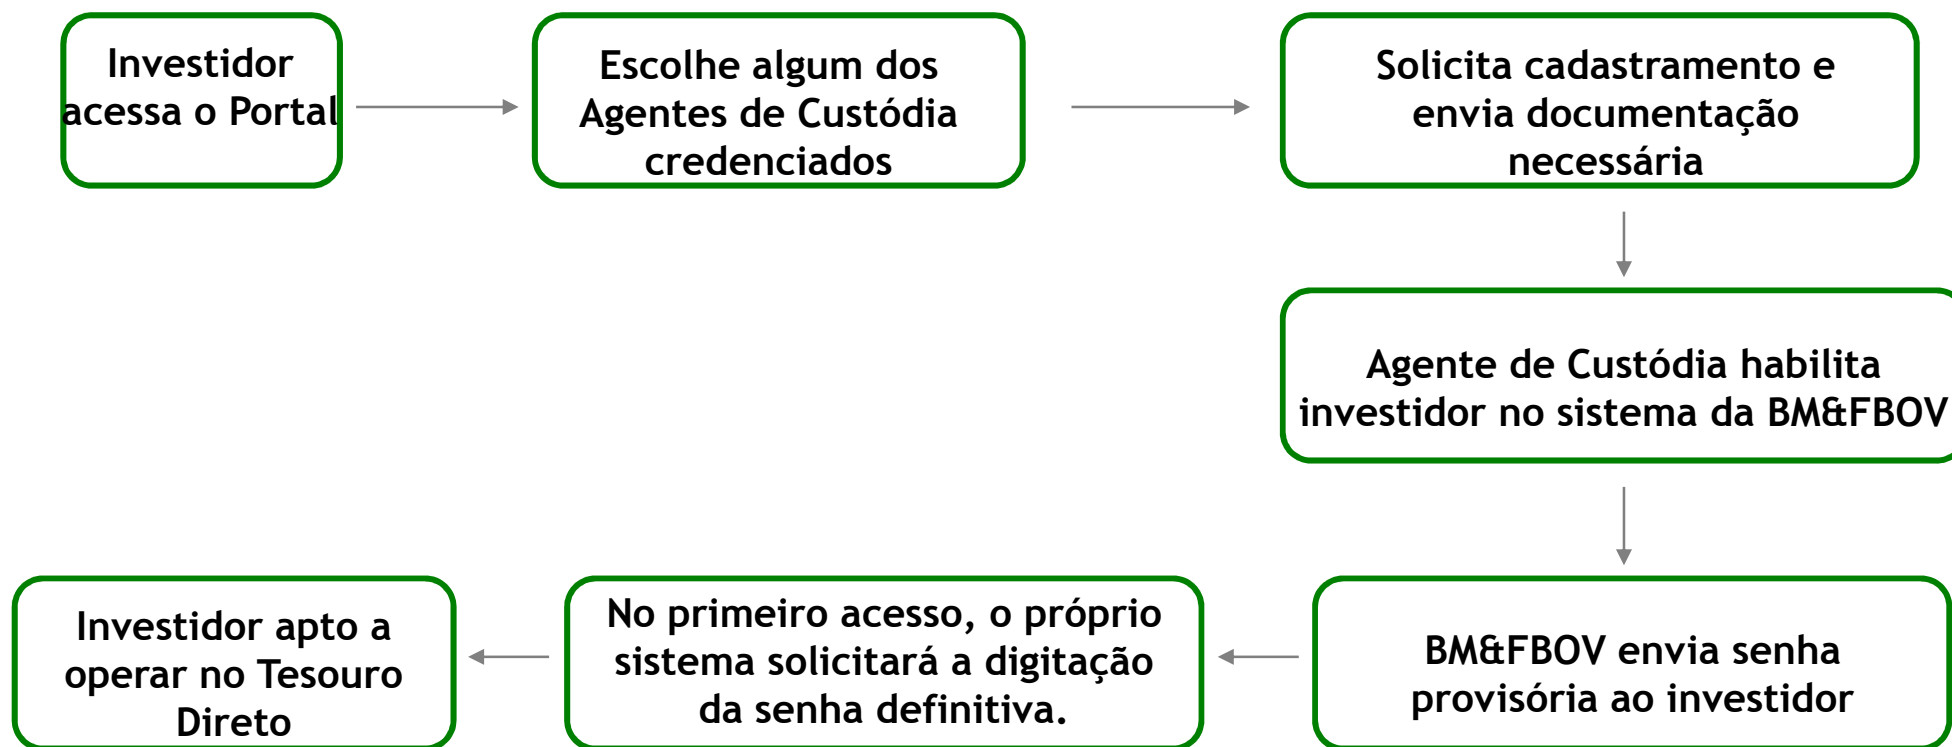 Investidor
acessa o Portal
Escolhe algum dos
Agentes de Custódia
credenciados
Solicita cadastramento e
envia documentação
necessária
Agente de Custódia habilita
investidor no sistema da BM&FBOV
BM&FBOV envia senha
provisória ao investidor
No primeiro acesso, o próprio
sistema solicitará a digitação
da senha definitiva.
Investidor apto a
operar no Tesouro
Direto